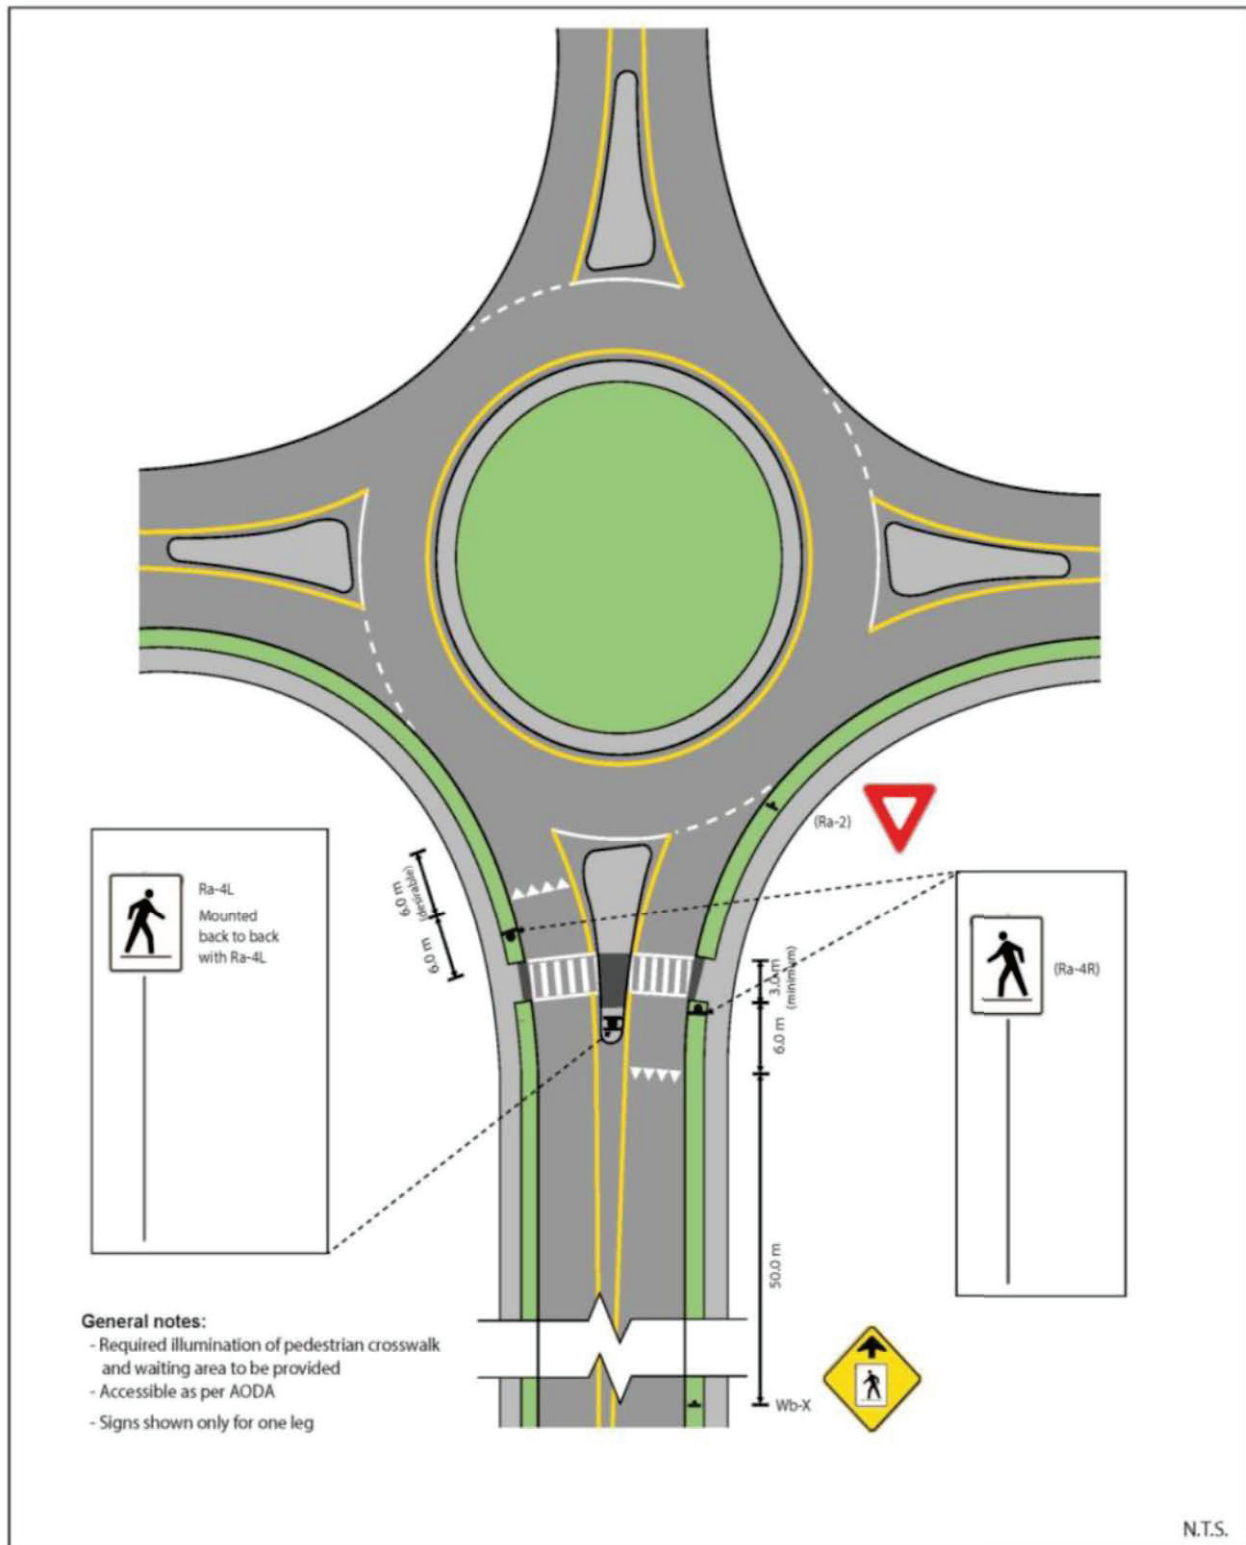 (Ra-2)
Ra-4L
Mounted
back to back
with Ra-4L
6.0 m
(desirable)
6.0 m
(Ra-4R)
3.0 m
(minimum)
6.0 m
50.0 m
Wb-X
General notes:
- Required illumination of pedestrian crosswalk
and waiting area to be provided
- Accessible as per AODA
- Signs shown only for one leg
N.T.S.